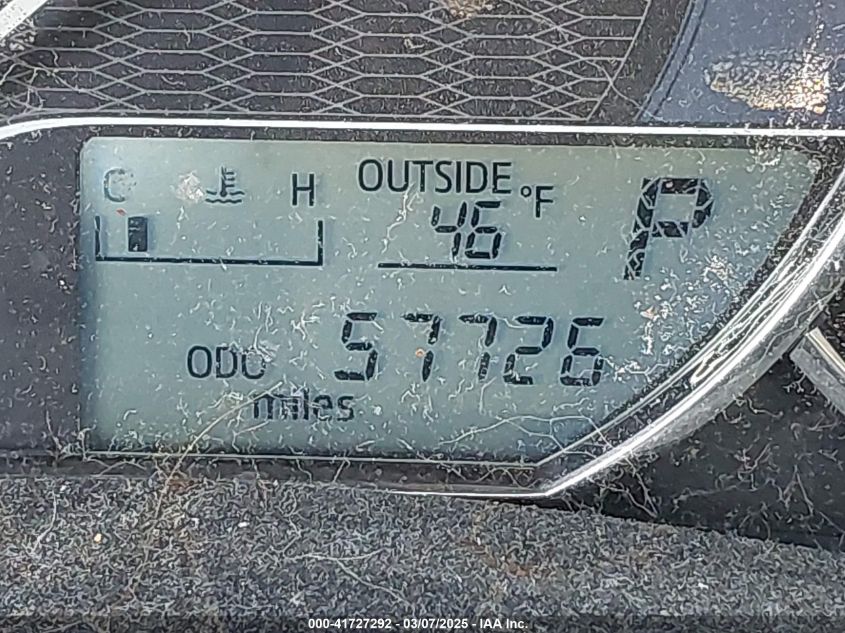 C H OUTSIDE
46 °F P
ODO 57726
miles
000-41727292 - 03/07/2025 - IAA Inc.